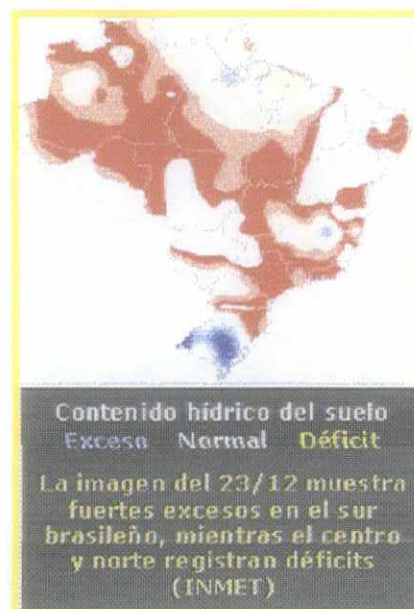 Contenido hídrico del suelo
Exceso Normal Déficit
La imagen del 23/12 muestra
fuertes excesos en el sur
brasileño, mientras el centro
y norte registran déficits
(INMET)